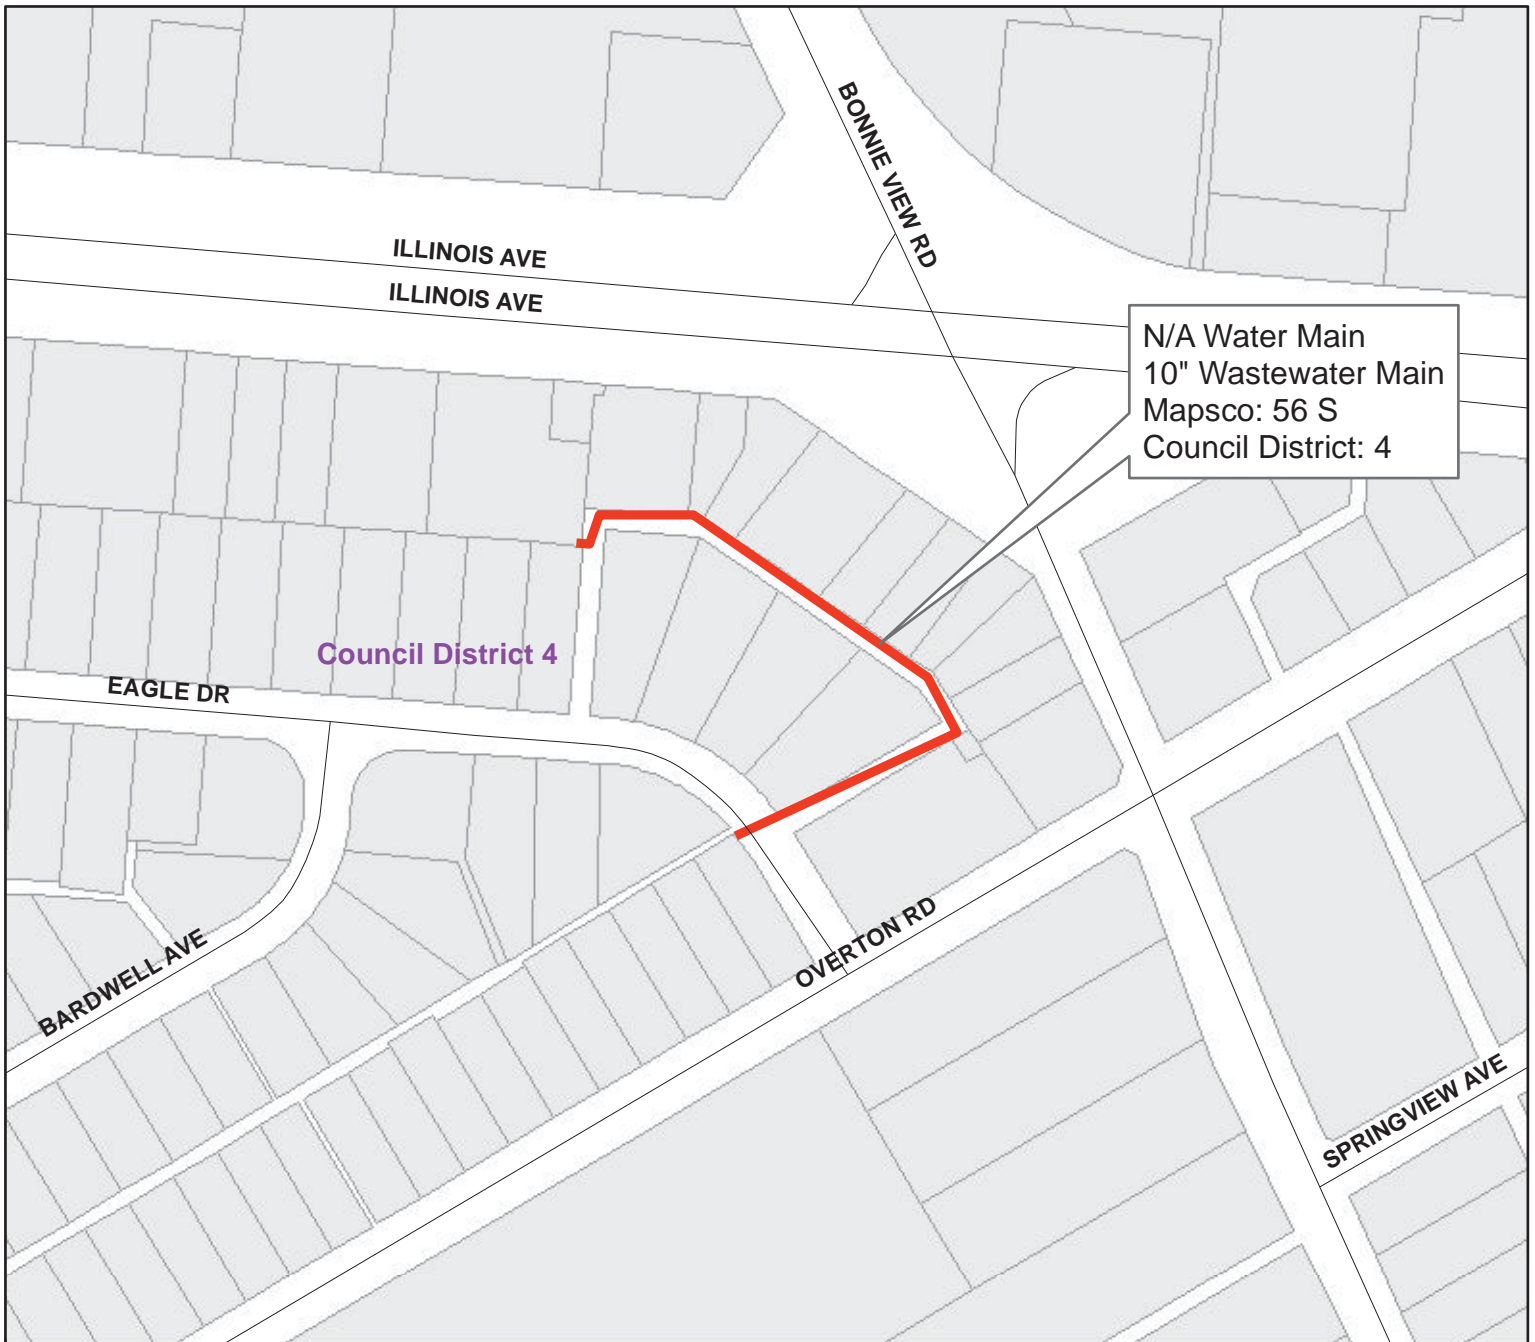 BONNIE VIEW RD
ILLINOIS AVE
ILLINOIS AVE
N/A Water Main
10" Wastewater Main
Mapsco: 56 S
Council District: 4
Council District 4
EAGLE DR
OVERTON RD
BARDWELL AVE
SPRINGVIEW AVE